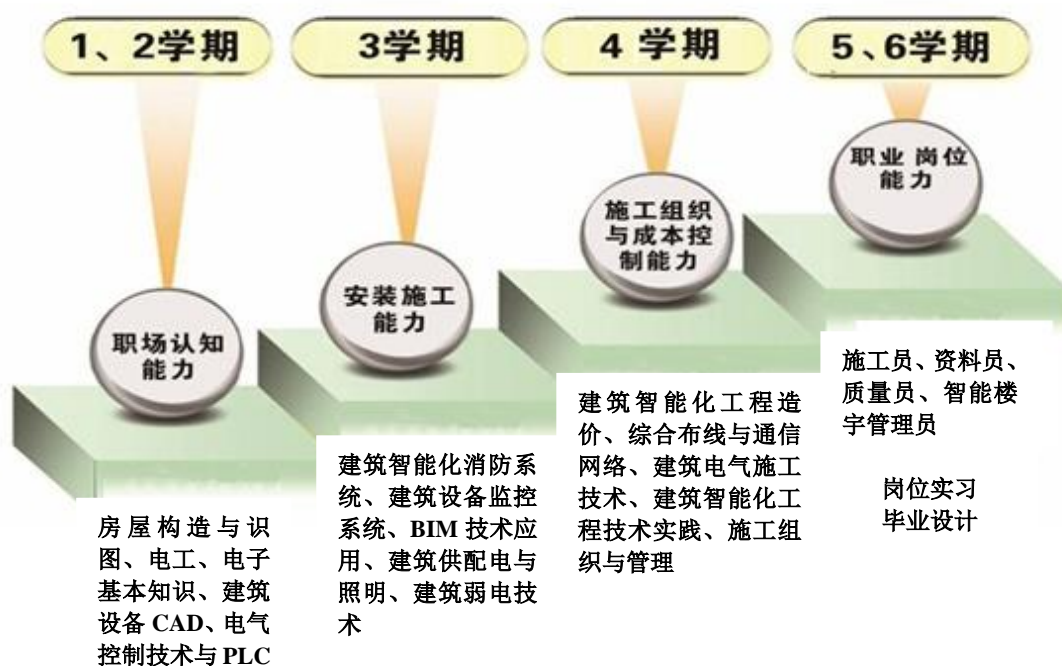 1、2学期
3学期
4 学期
5、6学期
职场认知
能力
安装施工
能力
施工组织
与成本控
制能力
职业 岗位
能力
房屋构造与识
图、电工、电子
基本知识、建筑
设备 CAD、电气
控制技术与 PLC
建筑智能化消防系
统、建筑设备监控
系统、BIM 技术应
用、建筑供配电与
照明、建筑弱电技
术
建筑智能化工程造
价、综合布线与通信
网络、建筑电气施工
技术、建筑智能化工
程技术实践、施工组
织与管理
施工员、资料员、
质量员、智能楼
宇管理员
岗位实习
毕业设计